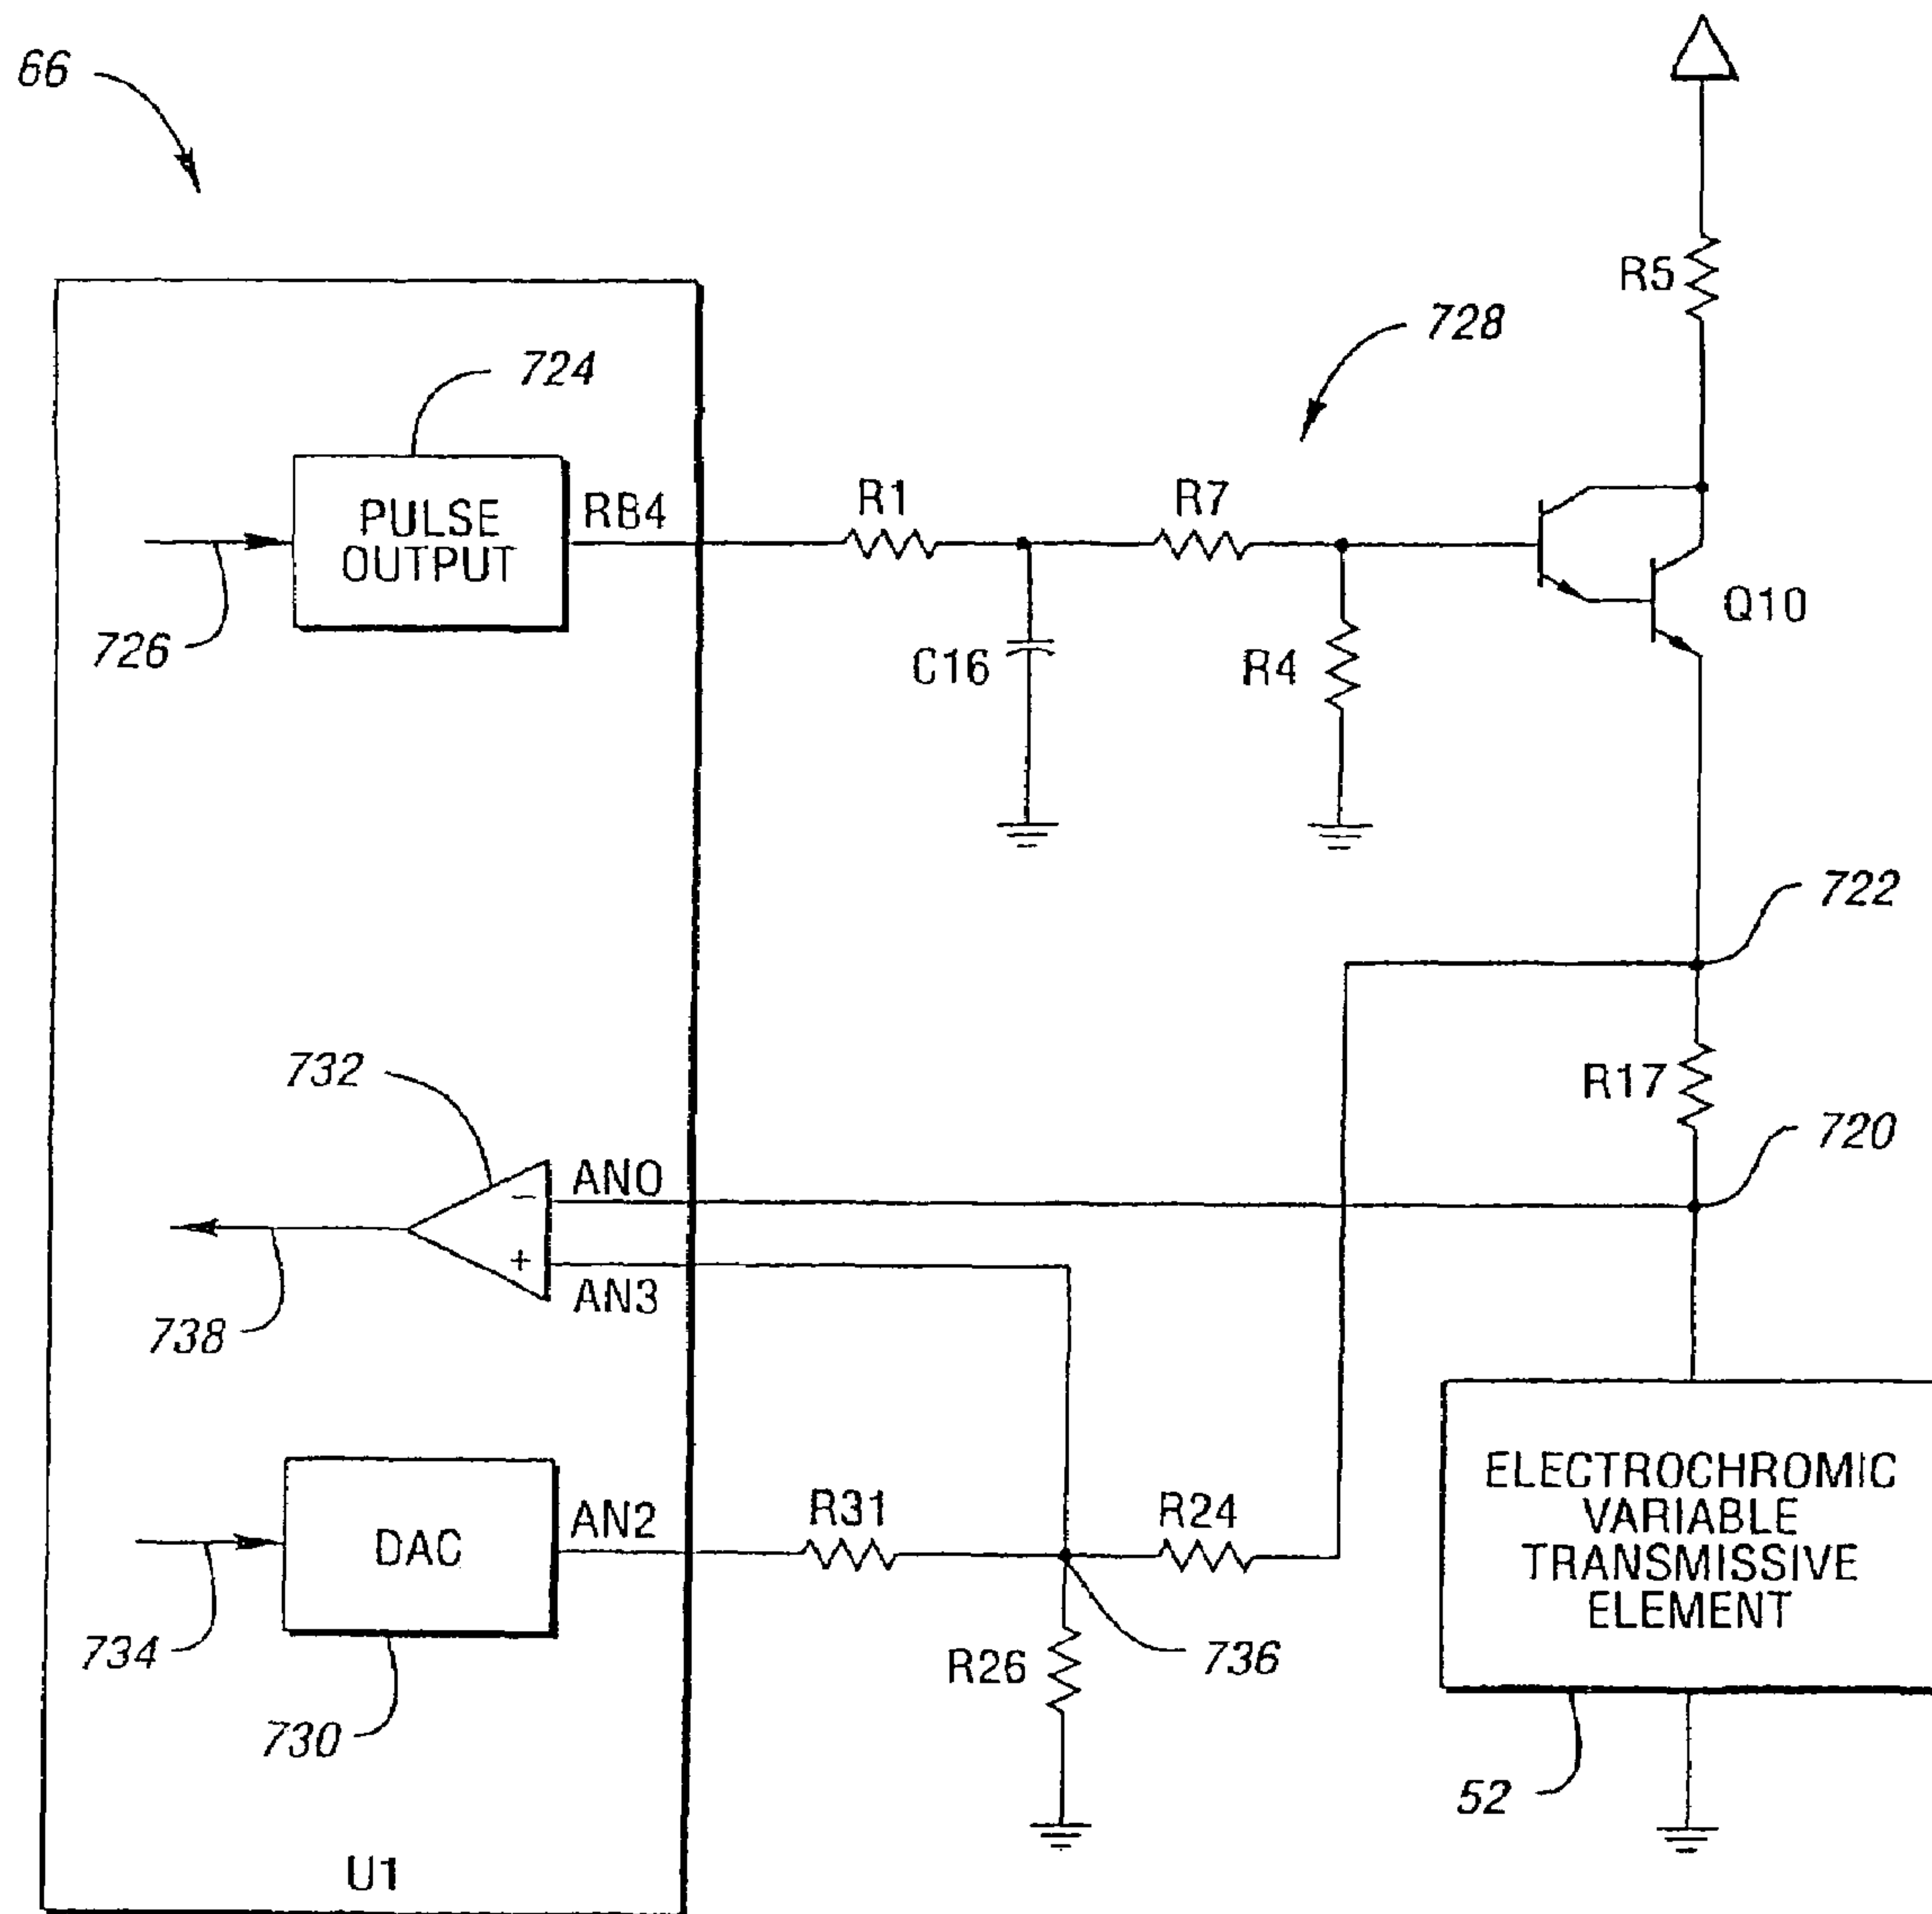 66
R5
728
724
PULSE
OUTPUT
RB4
R1
R7
Q10
726
C16
R4
722
732
R17
720
AN0
−
+
AN3
738
ELECTROCHROMIC
VARIABLE
TRANSMISSIVE
ELEMENT
DAC
AN2
R31
R24
734
R26
736
730
52
U1